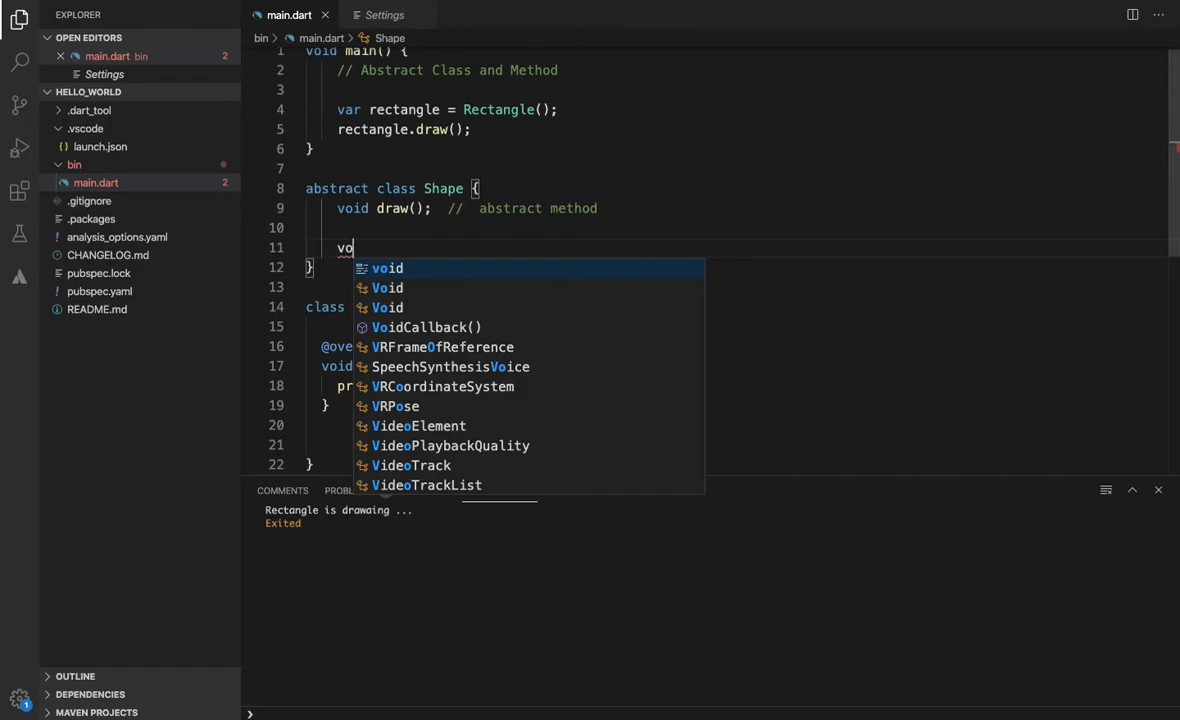 EXPLORER
OPEN EDITORS
main.dart bin 2
Settings
HELLO_WORLD
.dart_tool
.vscode
{} launch.json
bin
main.dart 2
.gitignore
.packages
analysis_options.yaml
CHANGELOG.md
pubspec.lock
pubspec.yaml
README.md
OUTLINE
DEPENDENCIES
MAVEN PROJECTS
1
main.dart Settings
bin > main.dart > Shape
1 void main() {
2 // Abstract Class and Method
3
4 var rectangle = Rectangle();
5 rectangle.draw();
6 }
7
8 abstract class Shape {
9 void draw(); // abstract method
10
11 vo
12 }
13
14 class
15
16 @ove
17 void
18 pr
19 }
20
21
22 }
void
Void
Void
VoidCallback()
VRFrameOfReference
SpeechSynthesisVoice
VRCoordinateSystem
VRPose
VideoElement
VideoPlaybackQuality
VideoTrack
VideoTrackList
COMMENTS PROBL
Rectangle is drawaing ...
Exited